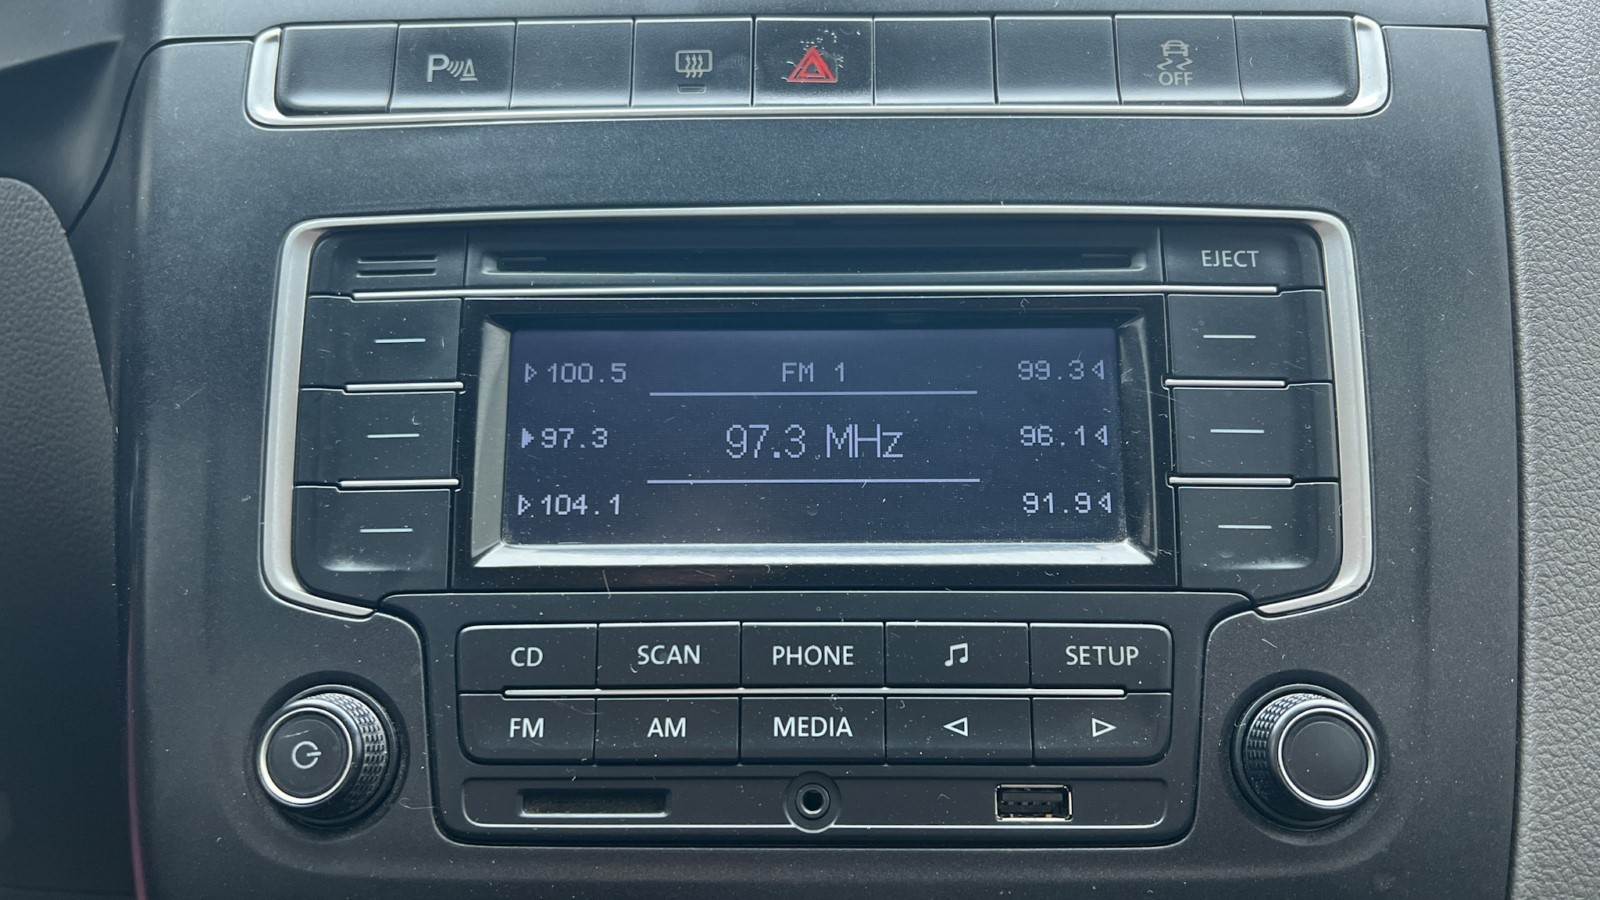 P
OFF
EJECT
100.5 FM 1 99.3
97.3 97.3 MHz 96.1
104.1 91.9
CD SCAN PHONE SETUP
FM AM MEDIA